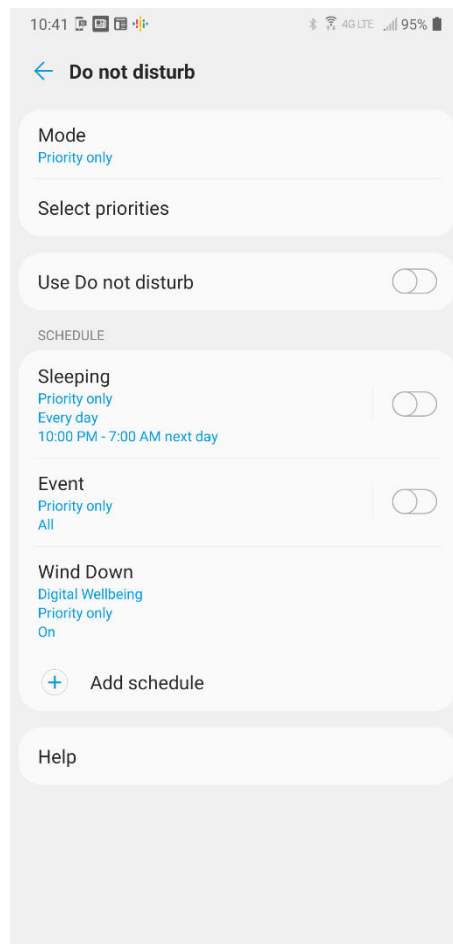 10:41 4G LTE 95%
Do not disturb
Mode
Priority only
Select priorities
Use Do not disturb
SCHEDULE
Sleeping
Priority only
Every day
10:00 PM - 7:00 AM next day
Event
Priority only
All
Wind Down
Digital Wellbeing
Priority only
On
Add schedule
Help